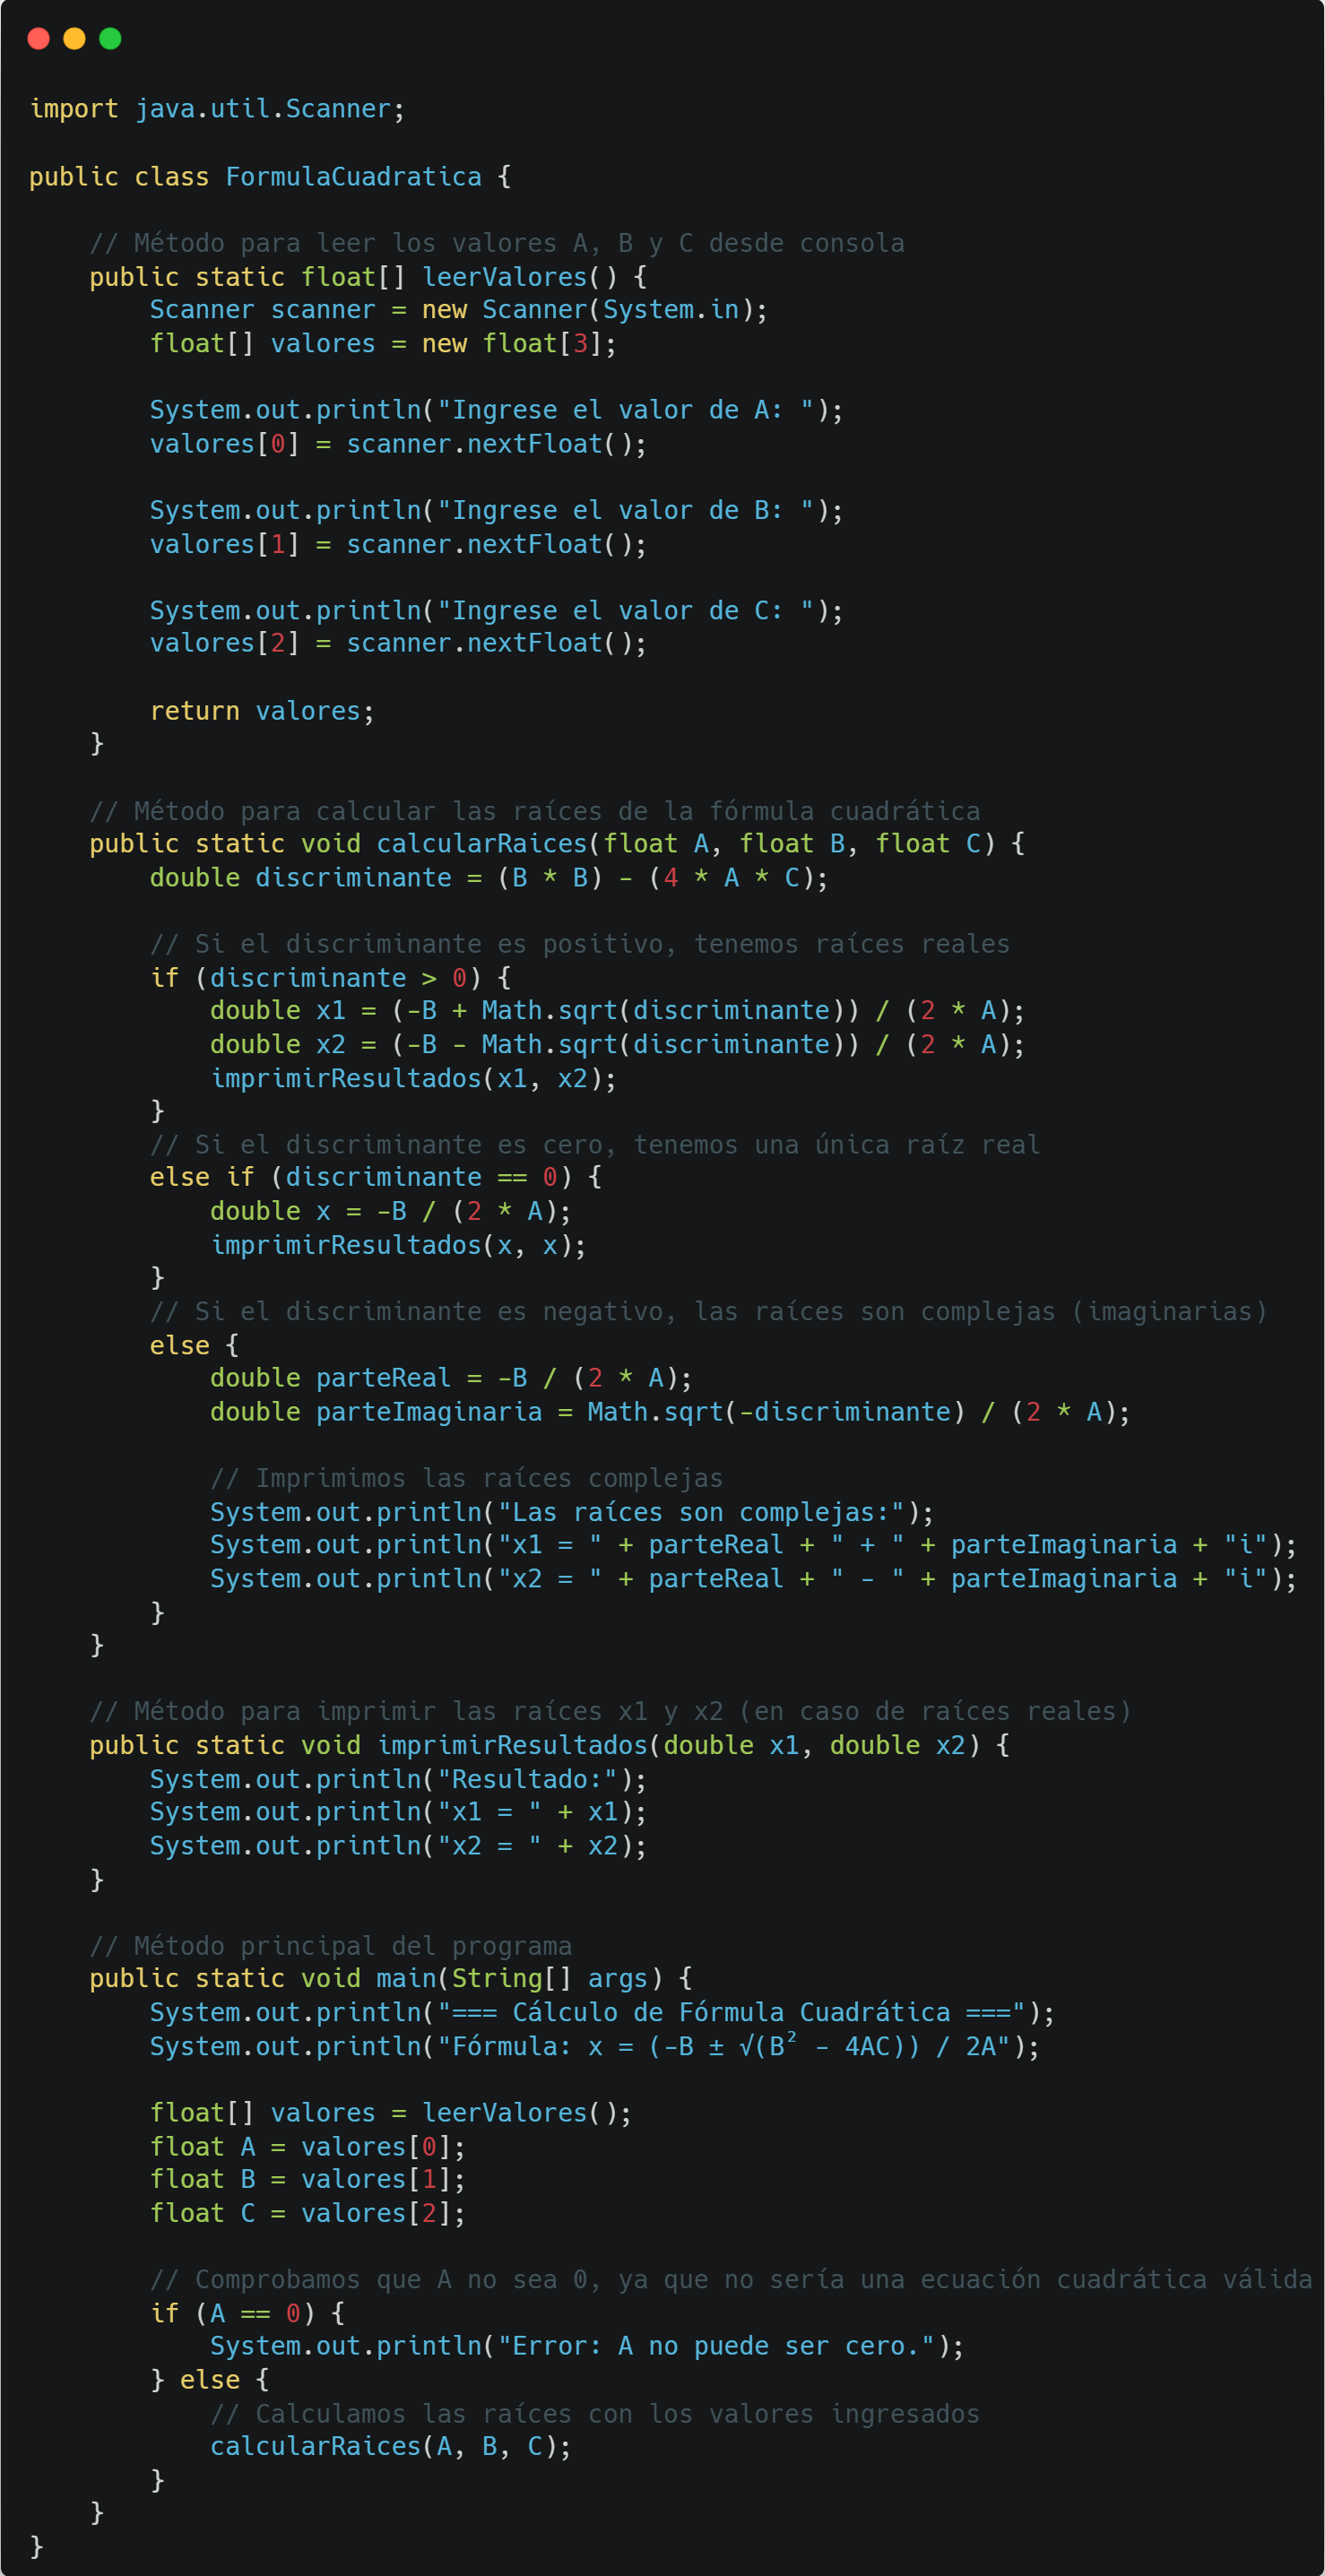 import java.util.Scanner;

public class FormulaCuadratica {

    // Método para leer los valores A, B y C desde consola
    public static float[] leerValores() {
        Scanner scanner = new Scanner(System.in);
        float[] valores = new float[3];

        System.out.println("Ingrese el valor de A: ");
        valores[0] = scanner.nextFloat();

        System.out.println("Ingrese el valor de B: ");
        valores[1] = scanner.nextFloat();

        System.out.println("Ingrese el valor de C: ");
        valores[2] = scanner.nextFloat();

        return valores;
    }

    // Método para calcular las raíces de la fórmula cuadrática
    public static void calcularRaices(float A, float B, float C) {
        double discriminante = (B * B) - (4 * A * C);

        // Si el discriminante es positivo, tenemos raíces reales
        if (discriminante > 0) {
            double x1 = (-B + Math.sqrt(discriminante)) / (2 * A);
            double x2 = (-B - Math.sqrt(discriminante)) / (2 * A);
            imprimirResultados(x1, x2);
        }
        // Si el discriminante es cero, tenemos una única raíz real
        else if (discriminante == 0) {
            double x = -B / (2 * A);
            imprimirResultados(x, x);
        }
        // Si el discriminante es negativo, las raíces son complejas (imaginarias)
        else {
            double parteReal = -B / (2 * A);
            double parteImaginaria = Math.sqrt(-discriminante) / (2 * A);

            // Imprimimos las raíces complejas
            System.out.println("Las raíces son complejas:");
            System.out.println("x1 = " + parteReal + " + " + parteImaginaria + "i");
            System.out.println("x2 = " + parteReal + " - " + parteImaginaria + "i");
        }
    }

    // Método para imprimir las raíces x1 y x2 (en caso de raíces reales)
    public static void imprimirResultados(double x1, double x2) {
        System.out.println("Resultado:");
        System.out.println("x1 = " + x1);
        System.out.println("x2 = " + x2);
    }

    // Método principal del programa
    public static void main(String[] args) {
        System.out.println("=== Cálculo de Fórmula Cuadrática ===");
        System.out.println("Fórmula: x = (-B ± √(B² - 4AC)) / 2A");

        float[] valores = leerValores();
        float A = valores[0];
        float B = valores[1];
        float C = valores[2];

        // Comprobamos que A no sea 0, ya que no sería una ecuación cuadrática válida
        if (A == 0) {
            System.out.println("Error: A no puede ser cero.");
        } else {
            // Calculamos las raíces con los valores ingresados
            calcularRaices(A, B, C);
        }
    }
}